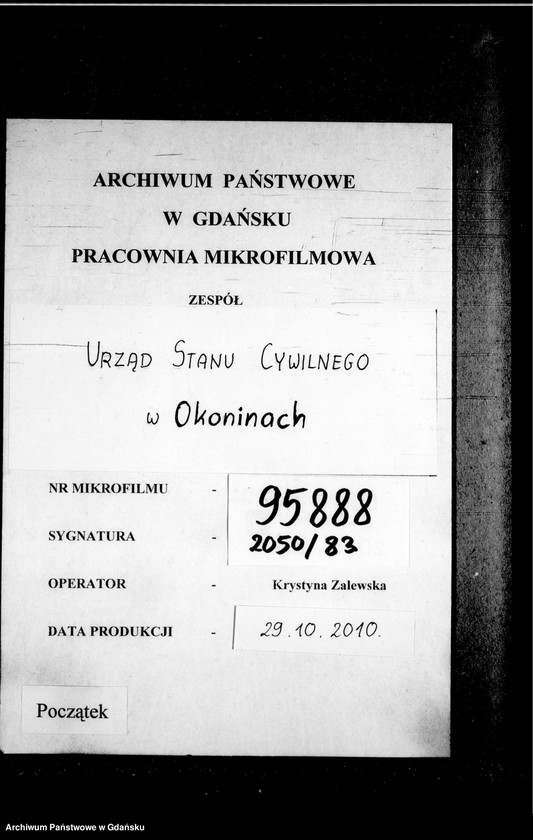 ARCHIWUM PAŃSTWOWE
W GDAŃSKU
PRACOWNIA MIKROFILMOWA
ZESPÓŁ
URZĄD STANU CYWILNEGO
w Okoninach
NR MIKROFILMU - 95888
SYGNATURA - 2050/83
OPERATOR - Krystyna Zalewska
DATA PRODUKCJI - 29.10.2010.
Początek
Archiwum Państwowe w Gdańsku